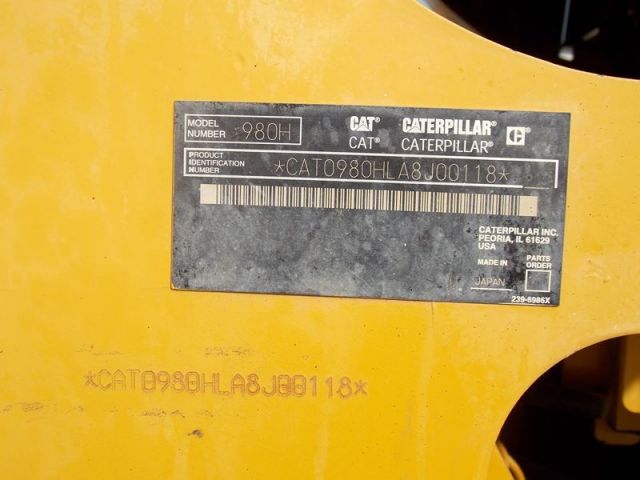 MODEL NUMBER 980H CAT® CATERPILLAR® C®
CAT® CATERPILLAR®
PRODUCT IDENTIFICATION NUMBER *CAT0980HLA8J00118*
CATERPILLAR INC.
PEORIA, IL 61629
USA
MADE IN PARTS ORDER
JAPAN
239-6986X
*CAT0980HLA8J00118*